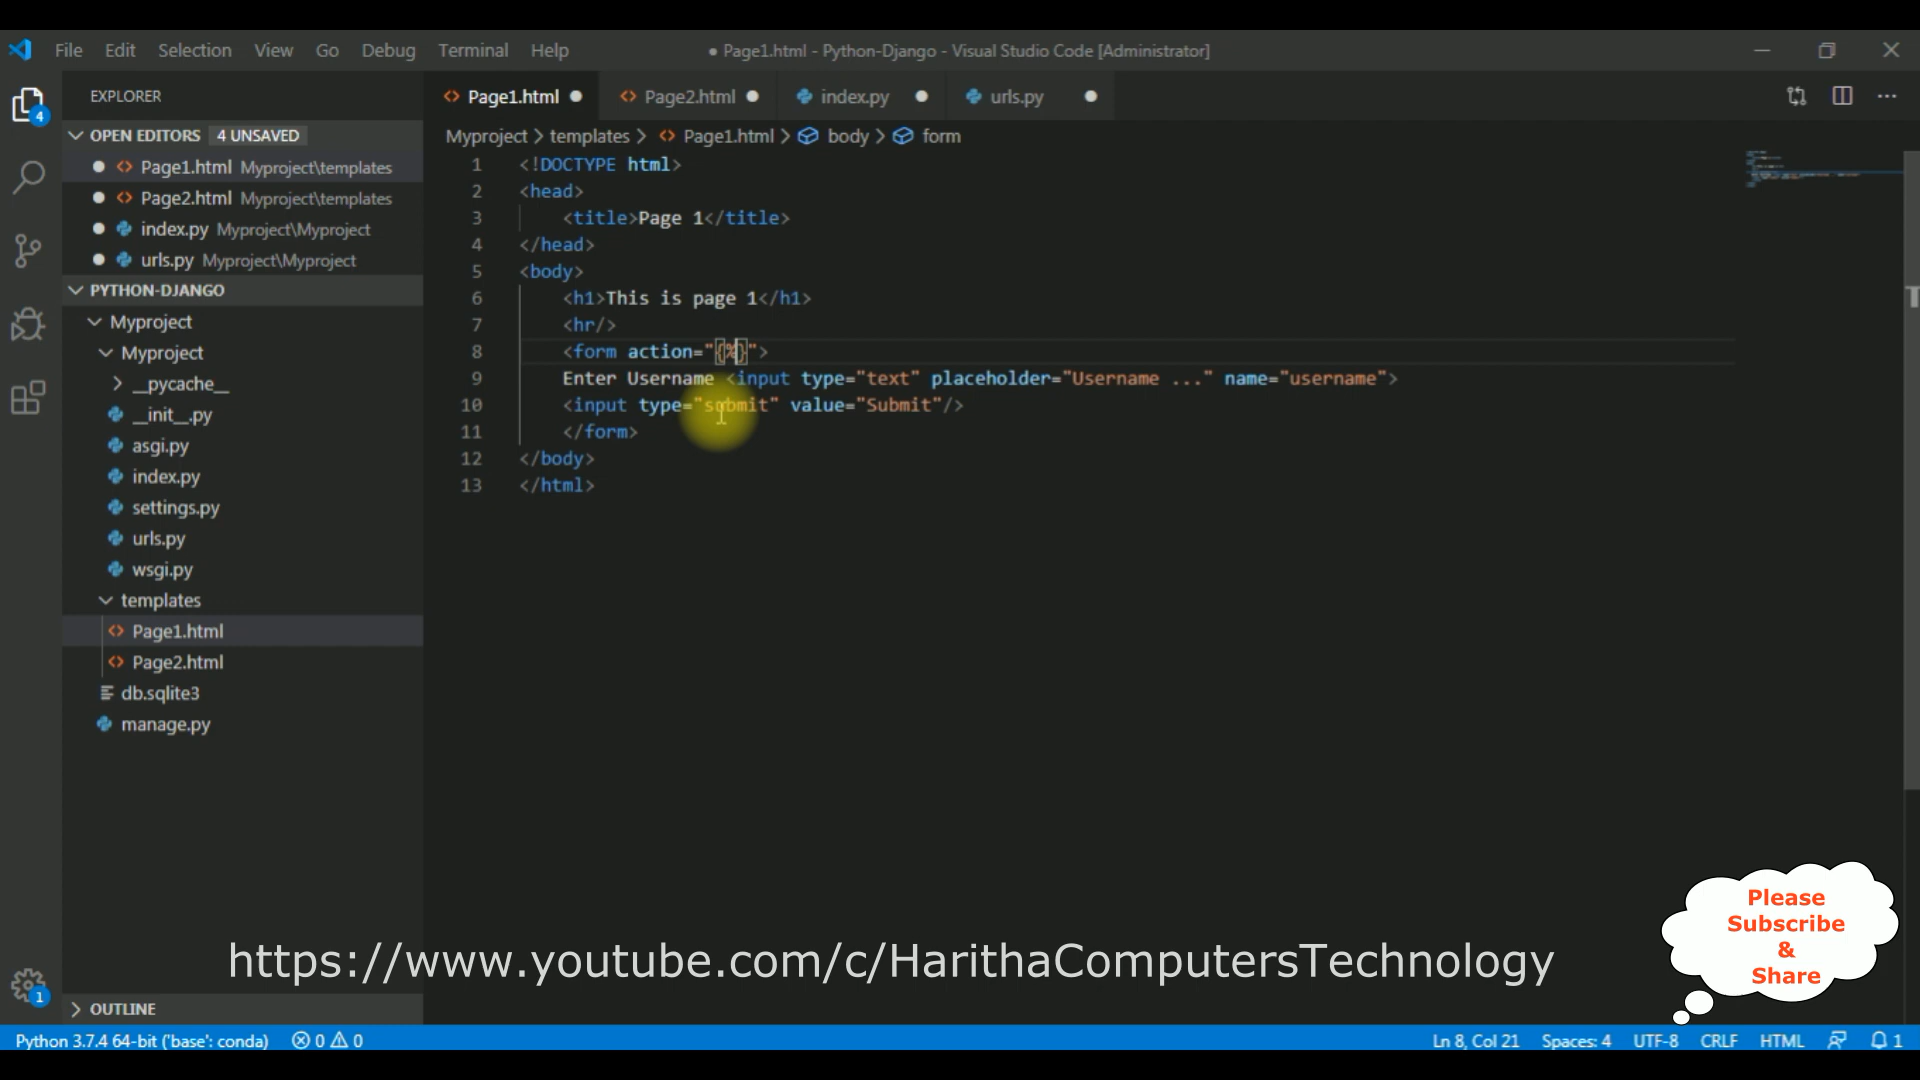 File Edit Selection View Go Debug Terminal Help ● Page1.html - Python-Django - Visual Studio Code [Administrator]
EXPLORER
Page1.html Page2.html index.py urls.py
OPEN EDITORS 4 UNSAVED
Myproject > templates > Page1.html > body > form
Page1.html Myproject\templates
Page2.html Myproject\templates
index.py Myproject\Myproject
urls.py Myproject\Myproject
PYTHON-DJANGO
Myproject
Myproject
__pycache__
__init__.py
asgi.py
index.py
settings.py
urls.py
wsgi.py
templates
Page1.html
Page2.html
db.sqlite3
manage.py
OUTLINE
4
1
1 <!DOCTYPE html>
2 <head>
3 <title>Page 1</title>
4 </head>
5 <body>
6 <h1>This is page 1</h1>
7 <hr/>
8 <form action="{%}">
9 Enter Username <input type="text" placeholder="Username ..." name="username">
10 <input type="submit" value="Submit"/>
11 </form>
12 </body>
13 </html>
https://www.youtube.com/c/HarithaComputersTechnology
Please
Subscribe
&
Share
Python 3.7.4 64-bit ('base': conda) 0 0 Ln 8, Col 21 Spaces: 4 UTF-8 CRLF HTML 1